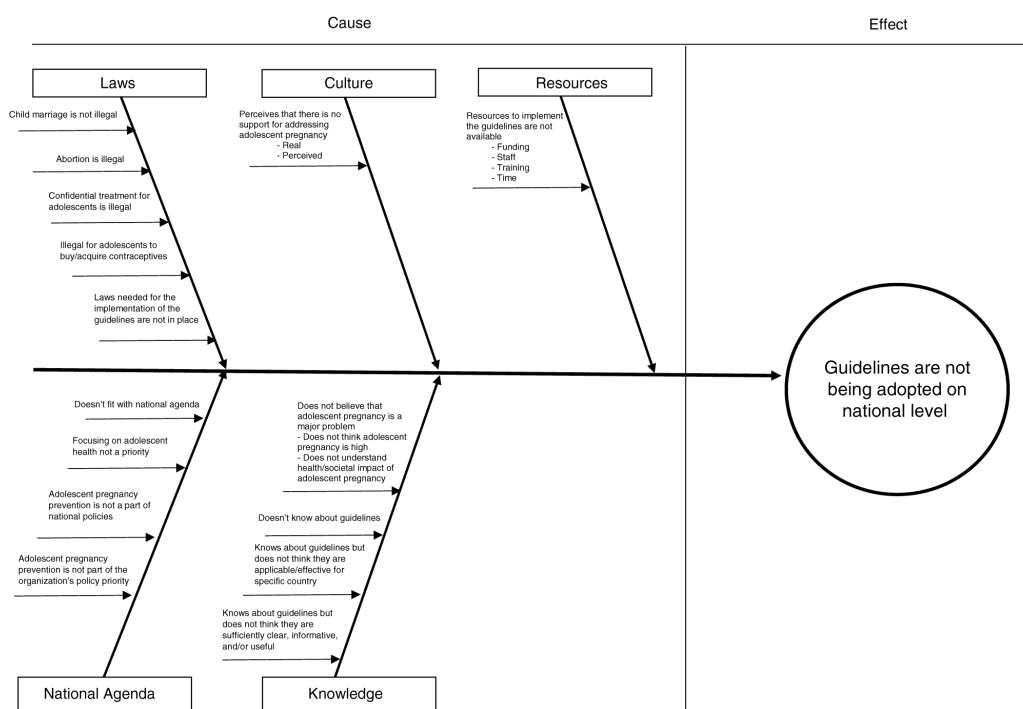 Cause
Effect
Laws
Culture
Resources
Child marriage is not illegal
Abortion is illegal
Confidential treatment for
adolescents is illegal
Illegal for adolescents to
buy/acquire contraceptives
Laws needed for the
implementation of the
guidelines are not in place
Perceives that there is no
support for addressing
adolescent pregnancy
- Real
- Perceived
Resources to implement
the guidelines are not
available
- Funding
- Staff
- Training
- Time
Guidelines are not
being adopted on
national level
Doesn't fit with national agenda
Focusing on adolescent
health not a priority
Adolescent pregnancy
prevention is not a part of
national policies
Adolescent pregnancy
prevention is not part of the
organization's policy priority
Does not believe that
adolescent pregnancy is a
major problem
- Does not think adolescent
pregnancy is high
- Does not understand
health/societal impact of
adolescent pregnancy
Doesn't know about guidelines
Knows about guidelines but
does not think they are
applicable/effective for
specific country
Knows about guidelines but
does not think they are
sufficiently clear, informative,
and/or useful
National Agenda
Knowledge